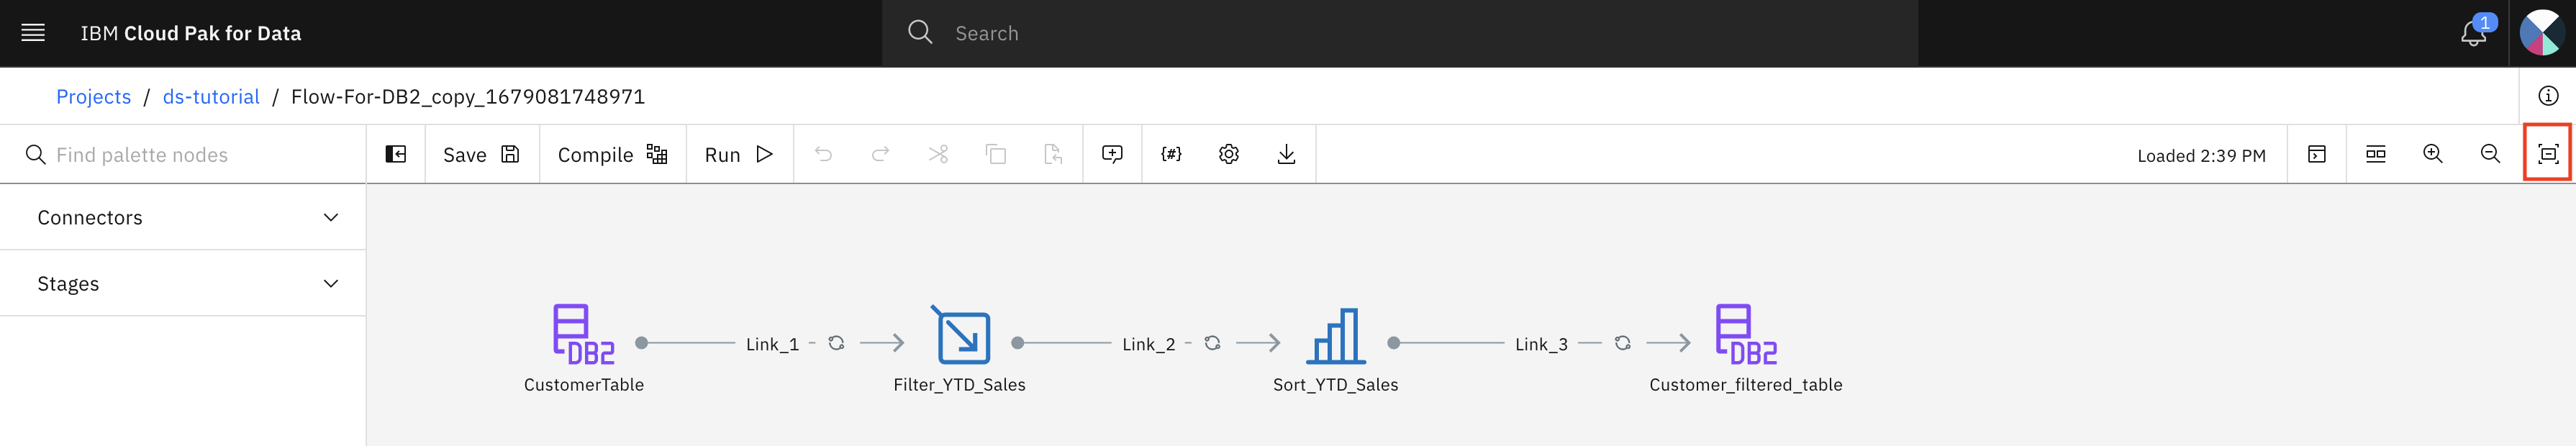 IBM Cloud Pak for Data
Search
1
Projects / ds-tutorial / Flow-For-DB2_copy_1679081748971
Find palette nodes
Save
Compile
Run
{#}
Loaded 2:39 PM
Connectors
Stages
DB2
Link_1
Link_2
Link_3
DB2
CustomerTable
Filter_YTD_Sales
Sort_YTD_Sales
Customer_filtered_table